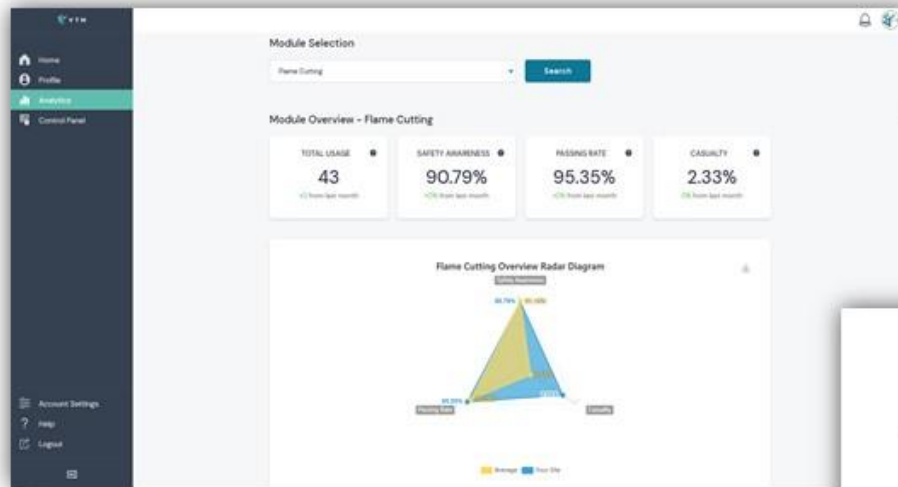 VTM
Home
Profile
Analytics
Control Panel
Account Settings
Help
Logout
Module Selection
Flame Cutting
Search
Module Overview - Flame Cutting
TOTAL USAGE
43
from last month
SAFETY AWARENESS
90.79%
from last month
PASSING RATE
95.35%
from last month
CASUALTY
2.33%
from last month
Flame Cutting Overview Radar Diagram
Safety Awareness
Passing Rate
Casualty
Average
Your Site